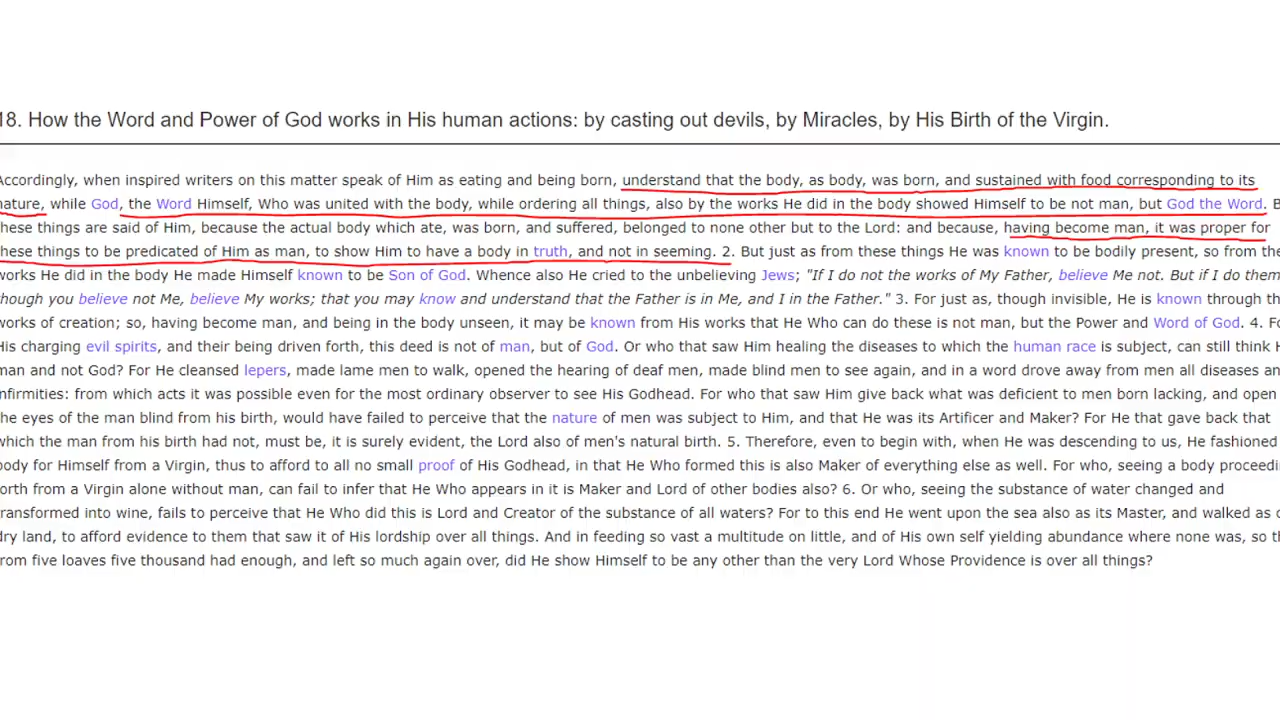 18. How the Word and Power of God works in His human actions: by casting out devils, by Miracles, by His Birth of the Virgin.
Accordingly, when inspired writers on this matter speak of Him as eating and being born, understand that the body, as body, was born, and sustained with food corresponding to its
nature, while God, the Word Himself, Who was united with the body, while ordering all things, also by the works He did in the body showed Himself to be not man, but God the Word. B
these things are said of Him, because the actual body which ate, was born, and suffered, belonged to none other but to the Lord: and because, having become man, it was proper for
these things to be predicated of Him as man, to show Him to have a body in truth, and not in seeming. 2. But just as from these things He was known to be bodily present, so from the
works He did in the body He made Himself known to be Son of God. Whence also He cried to the unbelieving Jews; "If I do not the works of My Father, believe Me not. But if I do them
though you believe not Me, believe My works; that you may know and understand that the Father is in Me, and I in the Father." 3. For just as, though invisible, He is known through th
works of creation; so, having become man, and being in the body unseen, it may be known from His works that He Who can do these is not man, but the Power and Word of God. 4. Fo
His charging evil spirits, and their being driven forth, this deed is not of man, but of God. Or who that saw Him healing the diseases to which the human race is subject, can still think H
man and not God? For He cleansed lepers, made lame men to walk, opened the hearing of deaf men, made blind men to see again, and in a word drove away from men all diseases an
infirmities: from which acts it was possible even for the most ordinary observer to see His Godhead. For who that saw Him give back what was deficient to men born lacking, and open
the eyes of the man blind from his birth, would have failed to perceive that the nature of men was subject to Him, and that He was its Artificer and Maker? For He that gave back that
which the man from his birth had not, must be, it is surely evident, the Lord also of men's natural birth. 5. Therefore, even to begin with, when He was descending to us, He fashioned
body for Himself from a Virgin, thus to afford to all no small proof of His Godhead, in that He Who formed this is also Maker of everything else as well. For who, seeing a body proceedi
forth from a Virgin alone without man, can fail to infer that He Who appears in it is Maker and Lord of other bodies also? 6. Or who, seeing the substance of water changed and
transformed into wine, fails to perceive that He Who did this is Lord and Creator of the substance of all waters? For to this end He went upon the sea also as its Master, and walked as o
dry land, to afford evidence to them that saw it of His lordship over all things. And in feeding so vast a multitude on little, and of His own self yielding abundance where none was, so th
from five loaves five thousand had enough, and left so much again over, did He show Himself to be any other than the very Lord Whose Providence is over all things?